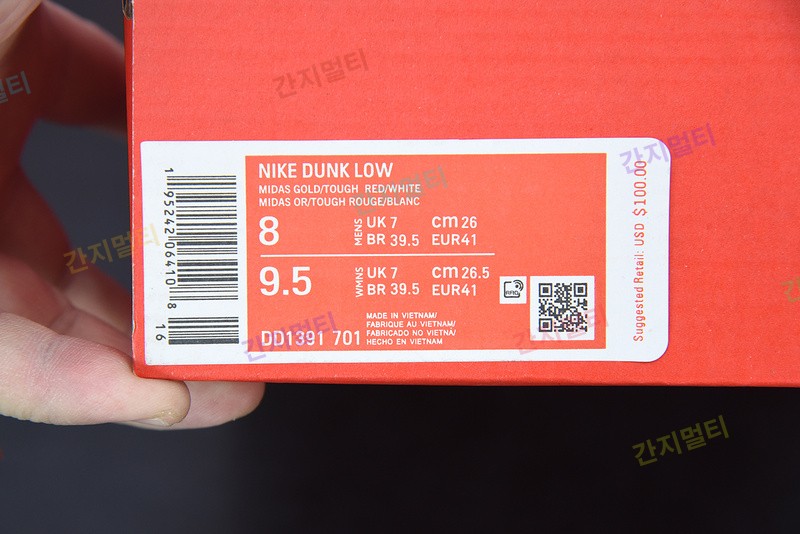 간지멀티
간지멀티
간지멀티
NIKE DUNK LOW
MIDAS GOLD/TOUGH RED/WHITE
MIDAS OR/TOUGH ROUGE/BLANC
8 MENS UK 7 cm 26
BR 39.5 EUR41
9.5 WMNS UK 7 cm 26.5
BR 39.5 EUR41
DD1391 701
MADE IN VIETNAM/
FABRIQUE AU VIETNAM/
FABRICADO NO VIETNÁ/
HECHO EN VIETNAM
1 95242 06410 8
16
Suggested Retail: USD $100.00
간지멀티
간지멀티
간지멀티
간지멀티